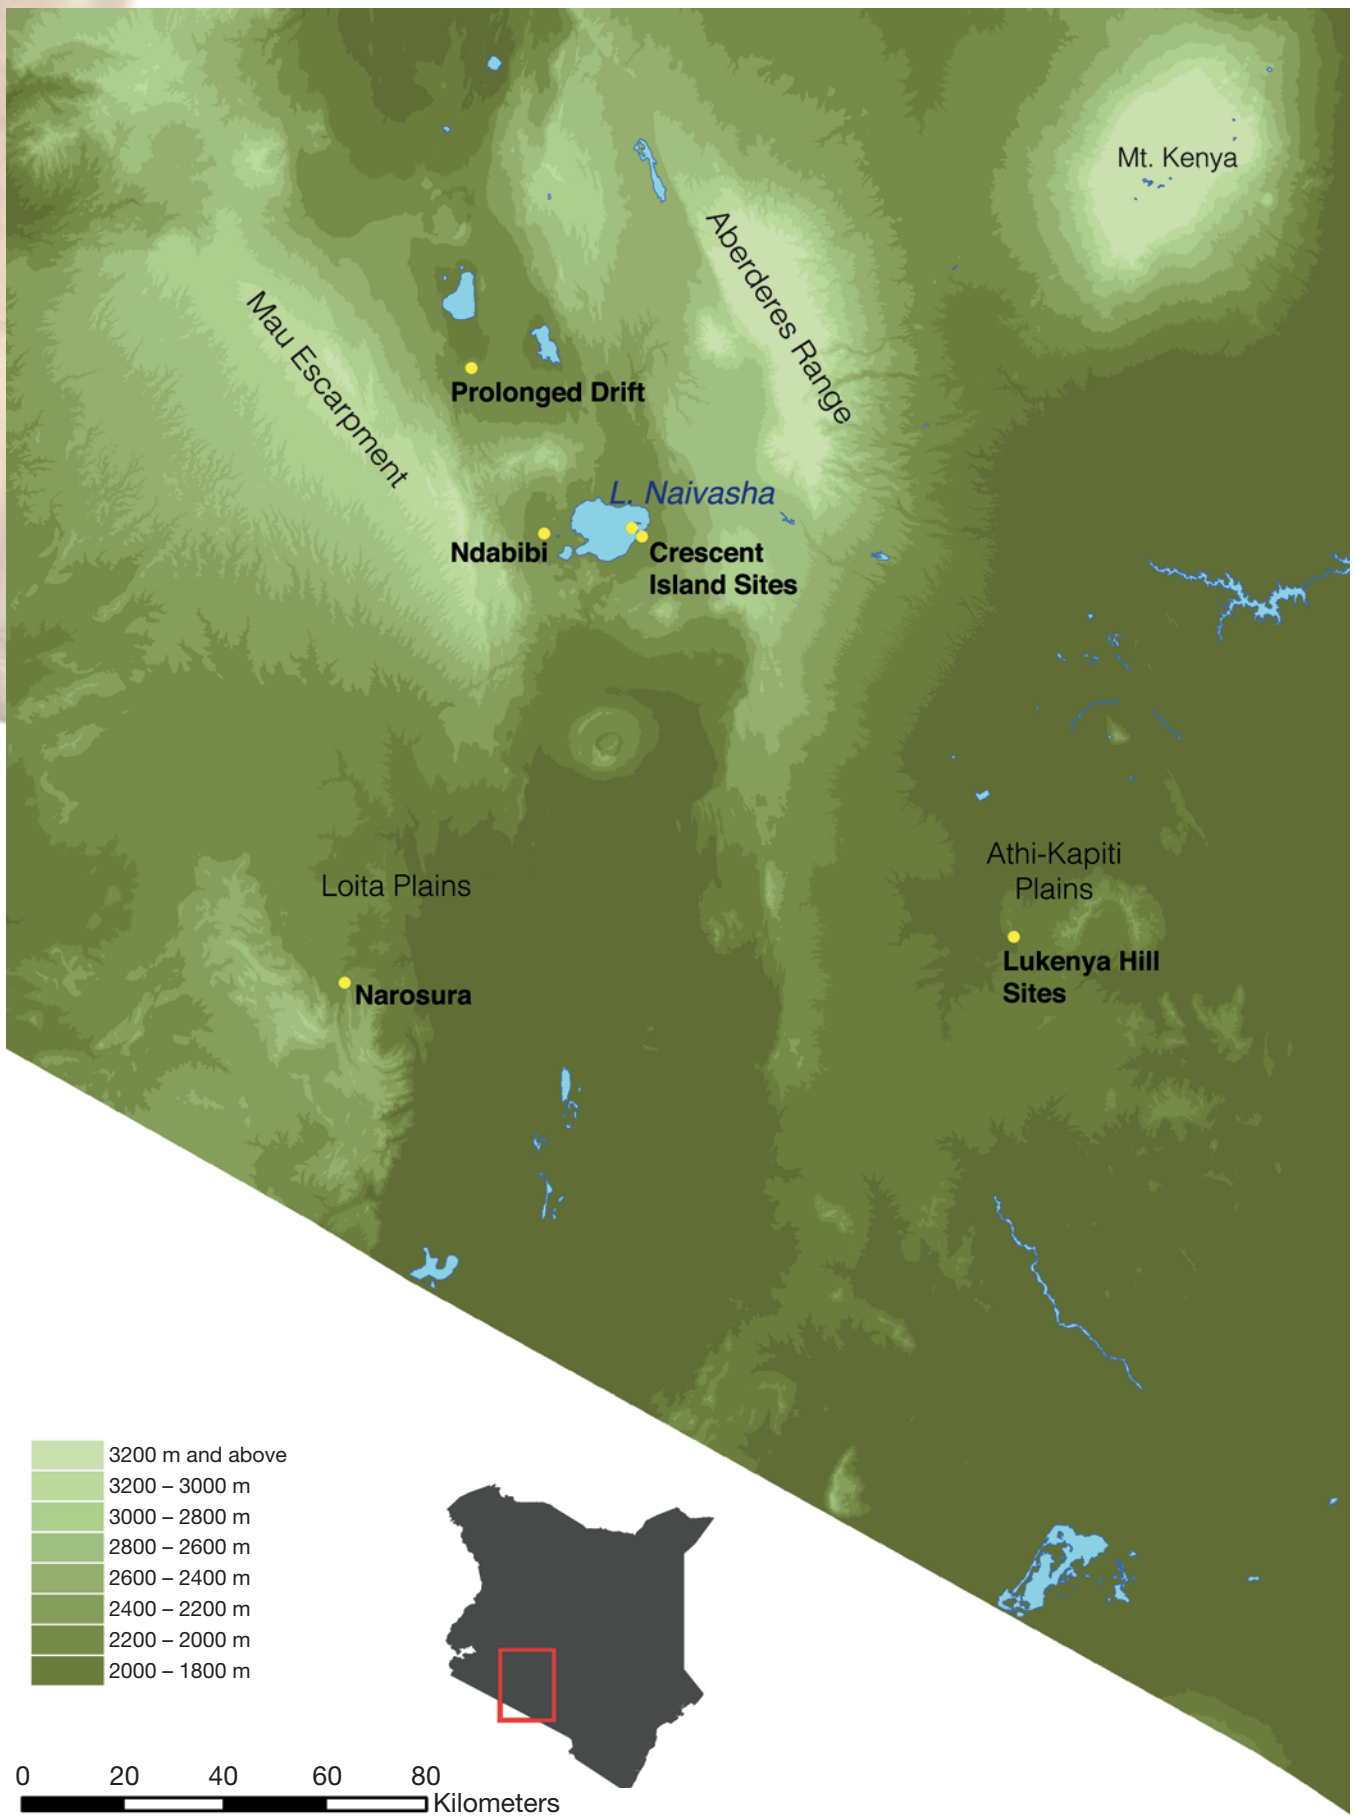 Mt. Kenya
Aberderes Range
Mau Escarpment
Prolonged Drift
L. Naivasha
Ndabibi
Crescent
Island Sites
Athi-Kapiti
Plains
Loita Plains
Lukenya Hill
Sites
Narosura
3200 m and above
3200 – 3000 m
3000 – 2800 m
2800 – 2600 m
2600 – 2400 m
2400 – 2200 m
2200 – 2000 m
2000 – 1800 m
0 20 40 60 80
Kilometers